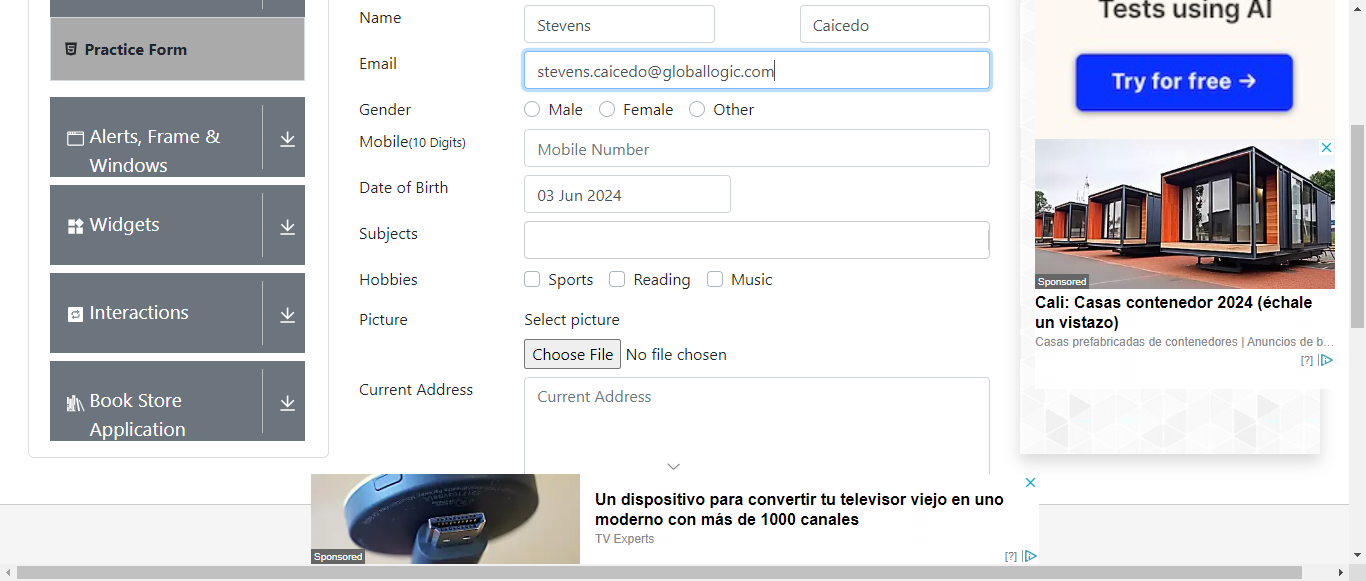 Practice Form
Alerts, Frame &
Windows
Widgets
Interactions
Book Store
Application
Name
Stevens
Caicedo
Email
stevens.caicedo@globallogic.com
Gender
Male
Female
Other
Mobile(10 Digits)
Mobile Number
Date of Birth
03 Jun 2024
Subjects
Hobbies
Sports
Reading
Music
Picture
Select picture
Choose File No file chosen
Current Address
Current Address
Tests using AI
Try for free →
Sponsored
Cali: Casas contenedor 2024 (échale
un vistazo)
Casas prefabricadas de contenedores | Anuncios de b...
[?]
Sponsored
Un dispositivo para convertir tu televisor viejo en uno
moderno con más de 1000 canales
TV Experts
[?]